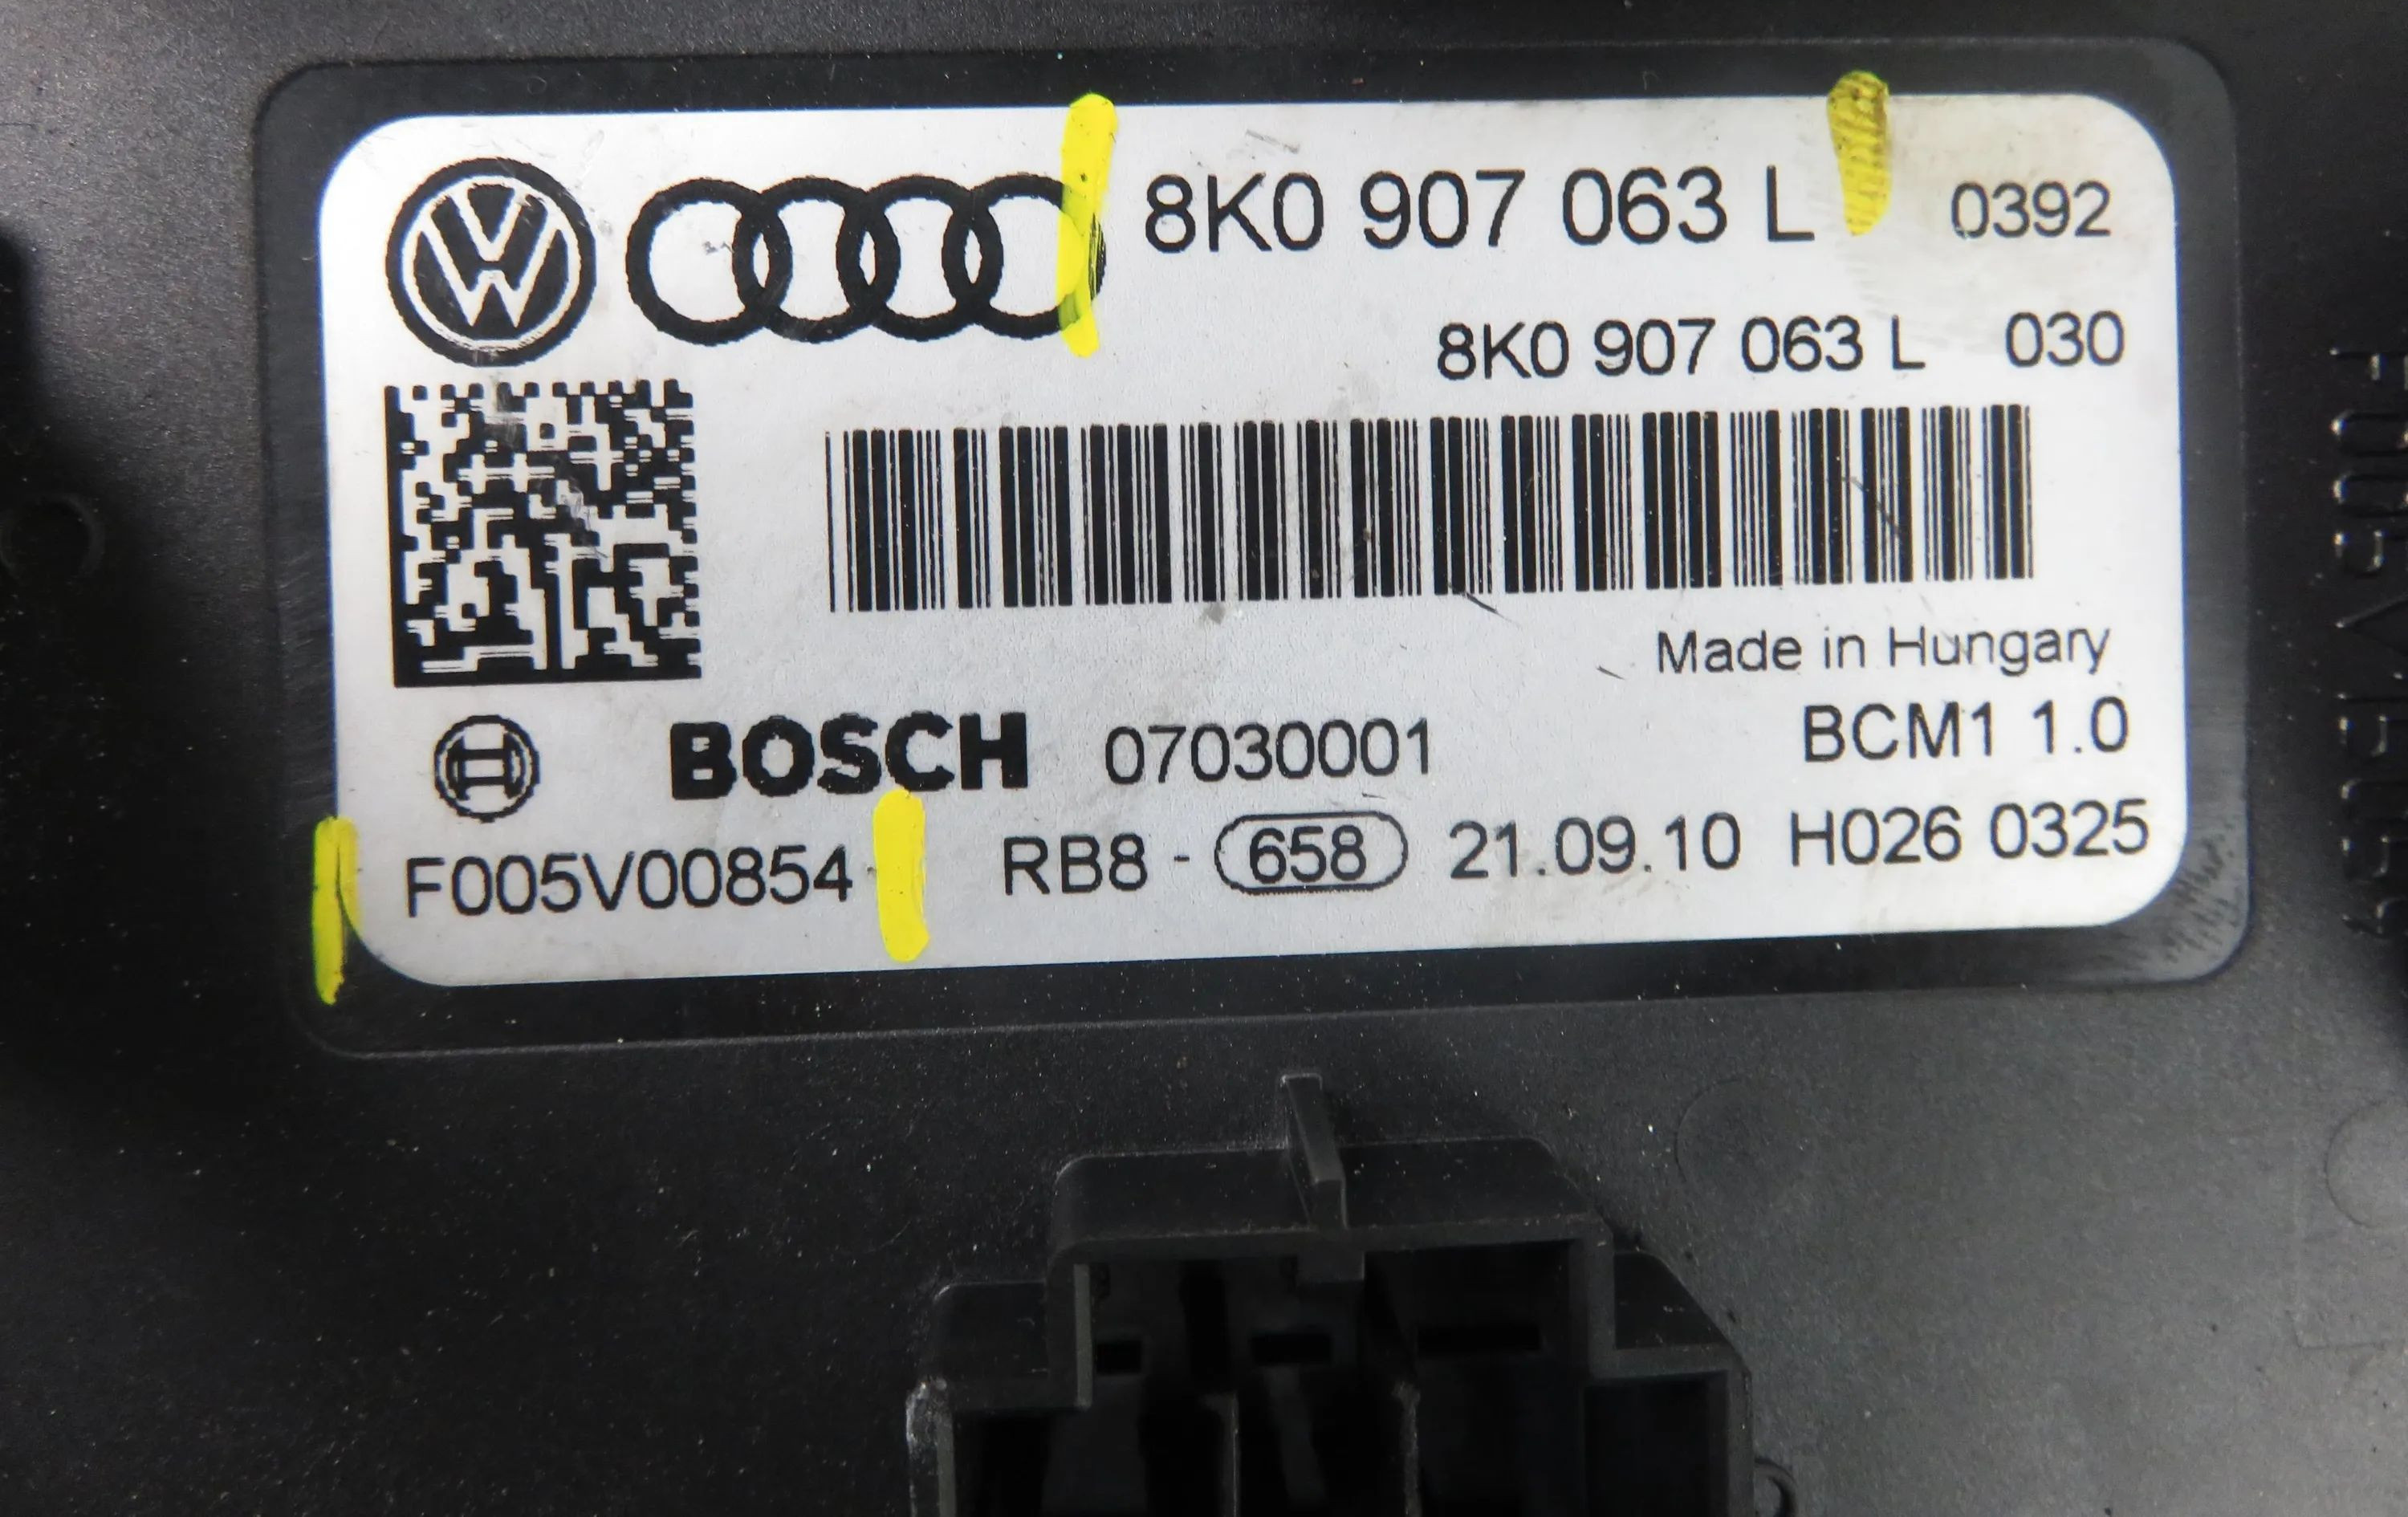 8K0 907 063 L 0392
8K0 907 063 L 030
Made in Hungary
BOSCH 07030001 BCM1 1.0
F005V00854 RB8 - 658 21.09.10 H026 0325